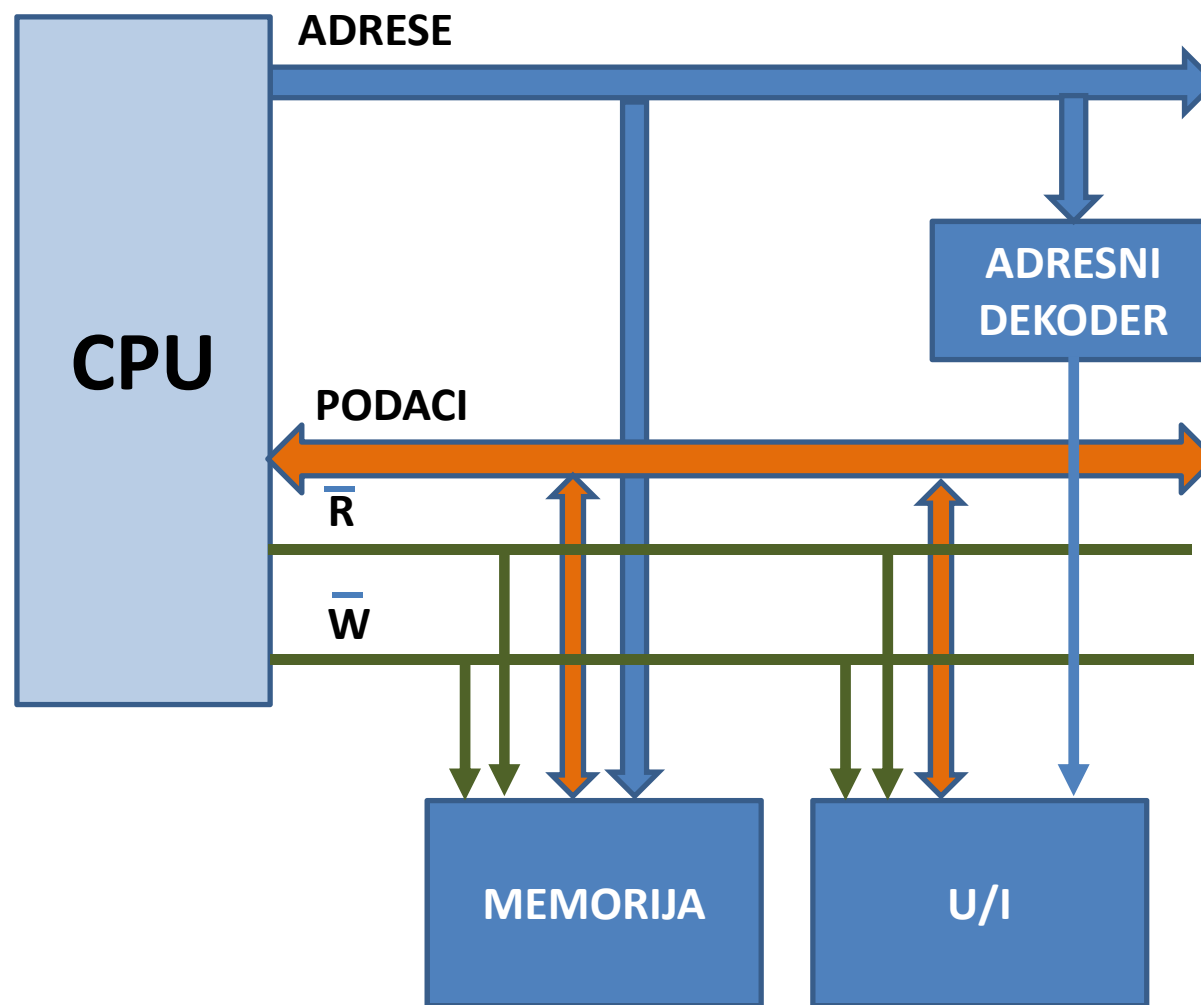 ADRESE
ADRESNI
DEKODER
CPU
PODACI
R̅
W̅
MEMORIJA
U/I